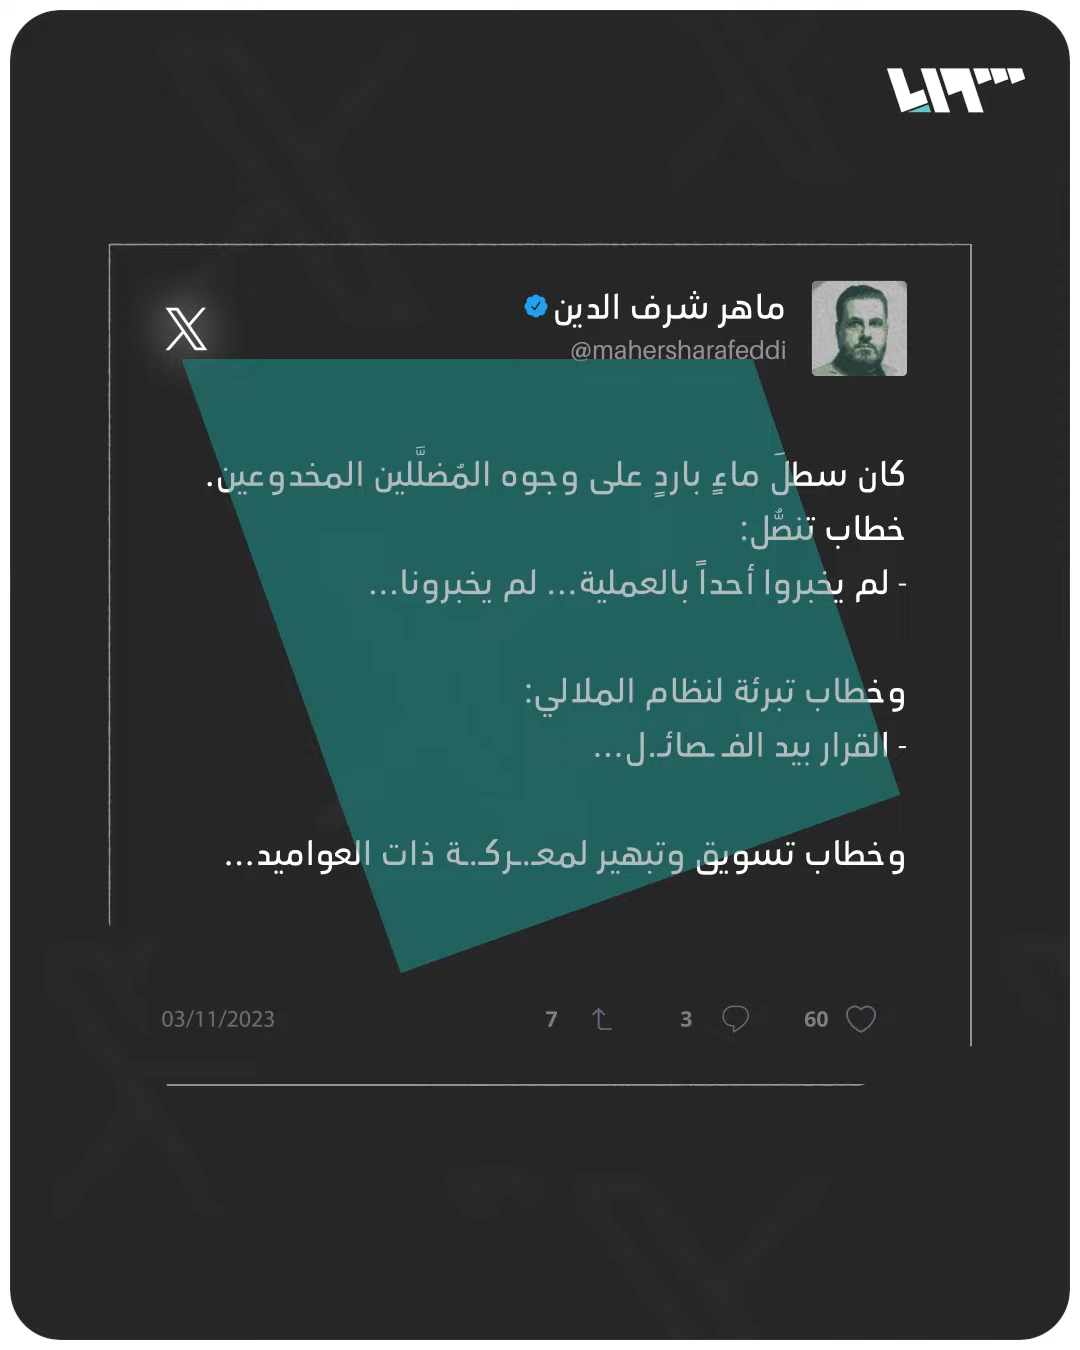 ماهر شرف الدين
@mahersharafeddi
كان سطلَ ماءٍ باردٍ على وجوه المُضلَّلين المخدوعين.
خطاب تنصُّل:
- لم يخبروا أحداً بالعملية... لم يخبرونا...
وخطاب تبرئة لنظام الملالي:
- القرار بيد الفـ ـصائـ.ل...
وخطاب تسويق وتبهير لمعـ.ـركـ.ـة ذات العواميد...
60 3 7 03/11/2023